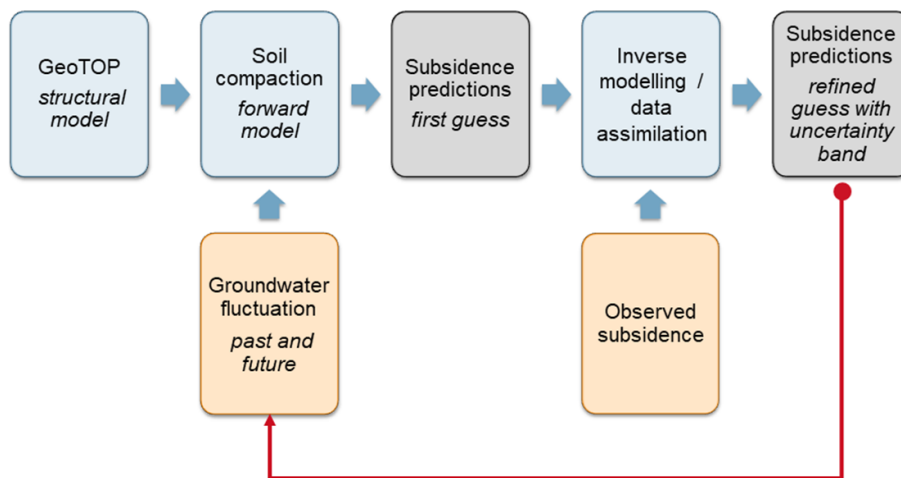 GeoTOP
structural
model
Soil
compaction
forward
model
Subsidence
predictions
first guess
Inverse
modelling /
data
assimilation
Subsidence
predictions
refined
guess with
uncertainty
band
Groundwater
fluctuation
past and
future
Observed
subsidence